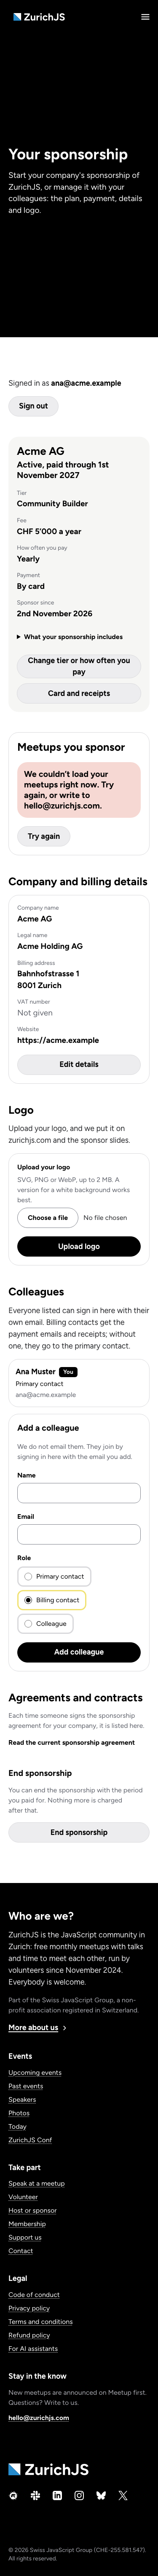 ZurichJS
Your sponsorship
Start your company's sponsorship of
ZurichJS, or manage it with your
colleagues: the plan, payment, details
and logo.
Signed in as ana@acme.example
Sign out
Acme AG
Active, paid through 1st
November 2027
Tier
Community Builder
Fee
CHF 5'000 a year
How often you pay
Yearly
Payment
By card
Sponsor since
2nd November 2026
What your sponsorship includes
Change tier or how often you
pay
Card and receipts
Meetups you sponsor
We couldn't load your
meetups right now. Try
again, or write to
hello@zurichjs.com.
Try again
Company and billing details
Company name
Acme AG
Legal name
Acme Holding AG
Billing address
Bahnhofstrasse 1
8001 Zurich
VAT number
Not given
Website
https://acme.example
Edit details
Logo
Upload your logo, and we put it on
zurichjs.com and the sponsor slides.
Upload your logo
SVG, PNG or WebP, up to 2 MB. A
version for a white background works
best.
Choose a file No file chosen
Upload logo
Colleagues
Everyone listed can sign in here with their
own email. Billing contacts get the
payment emails and receipts; without
one, they go to the primary contact.
Ana Muster You
Primary contact
ana@acme.example
Add a colleague
We do not email them. They join by
signing in here with the email you add.
Name
Email
Role
Primary contact
Billing contact
Colleague
Add colleague
Agreements and contracts
Each time someone signs the sponsorship
agreement for your company, it is listed here.
Read the current sponsorship agreement
End sponsorship
You can end the sponsorship with the period
you paid for. Nothing more is charged
after that.
End sponsorship
Who are we?
ZurichJS is the JavaScript community in
Zurich: free monthly meetups with talks
and time to meet each other, run by
volunteers since November 2024.
Everybody is welcome.
Part of the Swiss JavaScript Group, a non-
profit association registered in Switzerland.
More about us
Events
Upcoming events
Past events
Speakers
Photos
Today
ZurichJS Conf
Take part
Speak at a meetup
Volunteer
Host or sponsor
Membership
Support us
Contact
Legal
Code of conduct
Privacy policy
Terms and conditions
Refund policy
For AI assistants
Stay in the know
New meetups are announced on Meetup first.
Questions? Write to us.
hello@zurichjs.com
ZurichJS
© 2026 Swiss JavaScript Group (CHE-255.581.547).
All rights reserved.